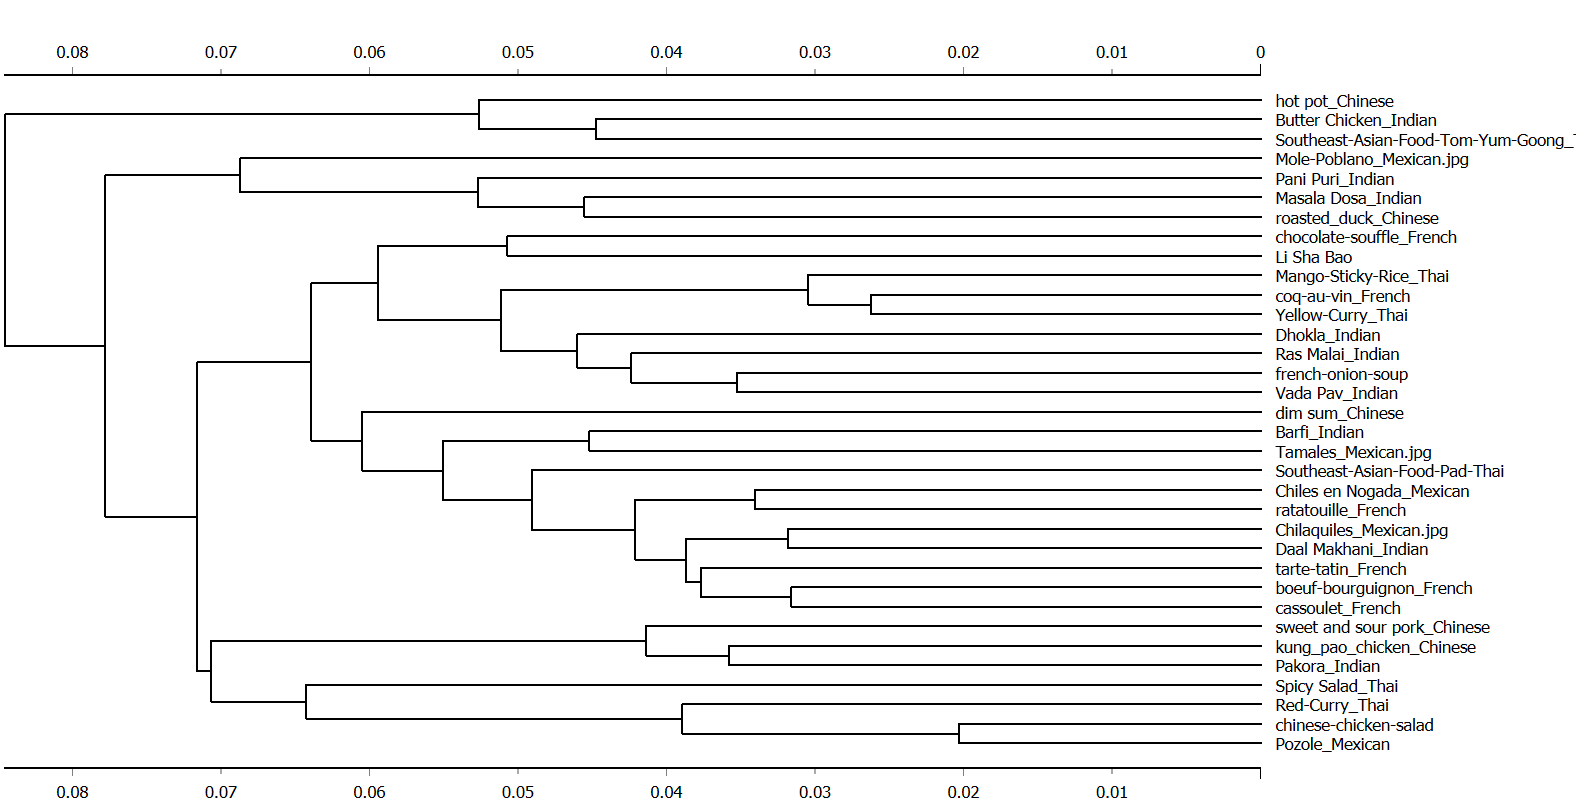 0.08 0.07 0.06 0.05 0.04 0.03 0.02 0.01 0
hot pot_Chinese
Butter Chicken_Indian
Southeast-Asian-Food-Tom-Yum-Goong_
Mole-Poblano_Mexican.jpg
Pani Puri_Indian
Masala Dosa_Indian
roasted_duck_Chinese
chocolate-souffle_French
Li Sha Bao
Mango-Sticky-Rice_Thai
coq-au-vin_French
Yellow-Curry_Thai
Dhokla_Indian
Ras Malai_Indian
french-onion-soup
Vada Pav_Indian
dim sum_Chinese
Barfi_Indian
Tamales_Mexican.jpg
Southeast-Asian-Food-Pad-Thai
Chiles en Nogada_Mexican
ratatouille_French
Chilaquiles_Mexican.jpg
Daal Makhani_Indian
tarte-tatin_French
boeuf-bourguignon_French
cassoulet_French
sweet and sour pork_Chinese
kung_pao_chicken_Chinese
Pakora_Indian
Spicy Salad_Thai
Red-Curry_Thai
chinese-chicken-salad
Pozole_Mexican
0.08 0.07 0.06 0.05 0.04 0.03 0.02 0.01